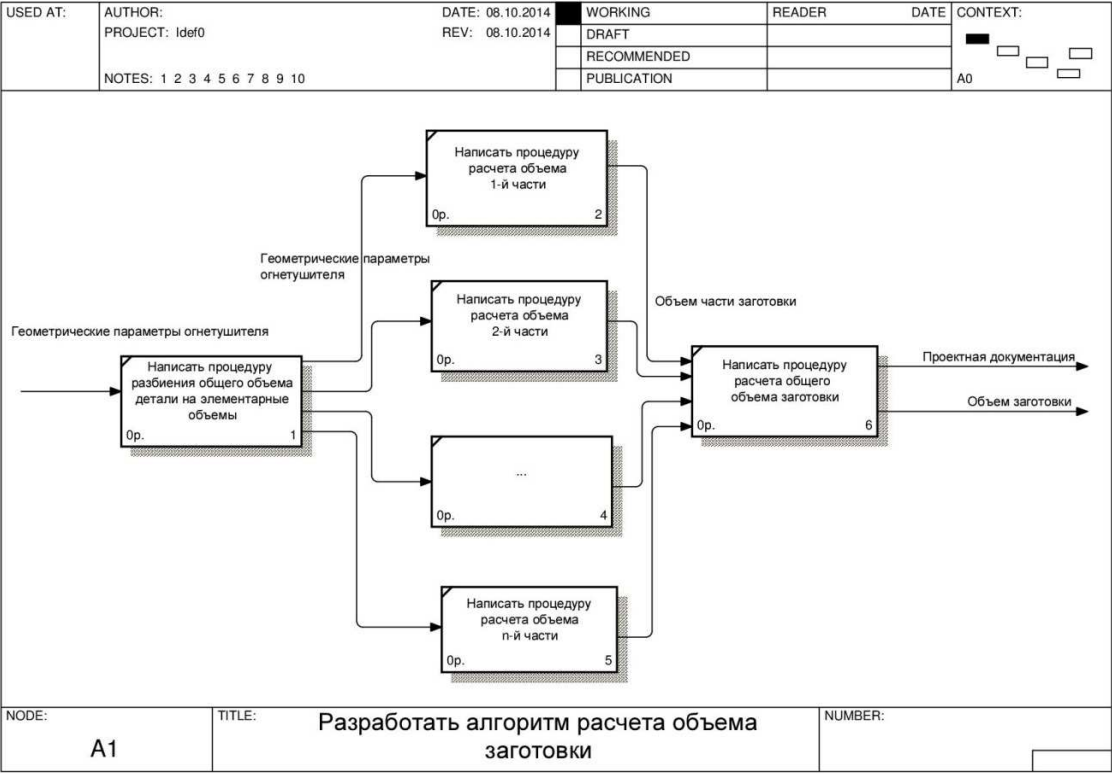 USED AT:
AUTHOR:
DATE: 08.10.2014
PROJECT: Idef0
REV: 08.10.2014
NOTES: 1 2 3 4 5 6 7 8 9 10
WORKING
DRAFT
RECOMMENDED
PUBLICATION
READER
DATE
CONTEXT:
A0
Написать процедуру
расчета объема
1-й части
0р.
2
Геометрические параметры
огнетушителя
Написать процедуру
расчета объема
2-й части
0р.
3
Объем части заготовки
Геометрические параметры огнетушителя
Написать процедуру
разбиения общего объема
детали на элементарные
объемы
0р.
1
Написать процедуру
расчета общего
объема заготовки
0р.
6
Проектная документация
Объем заготовки
...
0р.
4
Написать процедуру
расчета объема
n-й части
0р.
5
NODE:
A1
TITLE:
Разработать алгоритм расчета объема
заготовки
NUMBER: